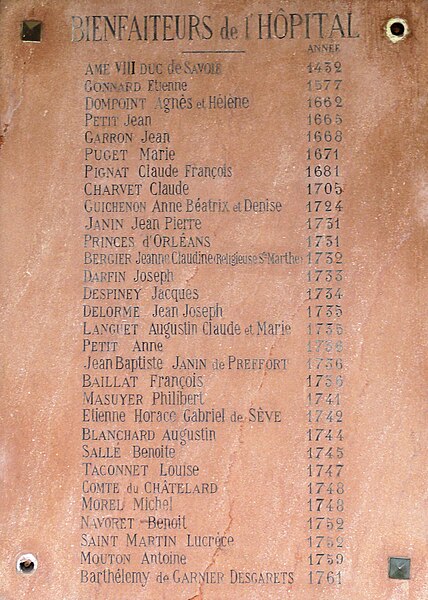 BIENFAITEURS de l'HÔPITAL
ANNÉE
AME VIII DUC de SAVOIE 1432
GONNARD Etienne 1577
DOMPOINT Agnès et Hélène 1662
PETIT Jean 1665
GARRON Jean 1668
PUGET Marie 1671
PIGNAT Claude François 1681
CHARVET Claude 1705
GUICHENON Anne Béatrix et Denise 1724
JANIN Jean Pierre 1731
PRINCES d'ORLÉANS 1731
BERGIER Jeanne Claudine (Religieuse Ste Marthe) 1732
DARFIN Joseph 1733
DESPINEY Jacques 1734
DELORME Jean Joseph 1735
LANGUET Augustin Claude et Marie 1735
PETIT Anne 1736
Jean Baptiste JANIN de PREFFORT 1736
BAILLAT François 1736
MASUYER Philibert 1741
Etienne Horace Gabriel de SÈVE 1742
BLANCHARD Augustin 1744
SALLE Benoite 1745
TACONNET Louise 1747
COMTE du CHÂTELARD 1748
MOREL Michel 1748
NAVORET Benoit 1752
SAINT MARTIN Lucrèce 1752
MOUTON Antoine 1759
Barthélemy de GARNIER DESGARETS 1761